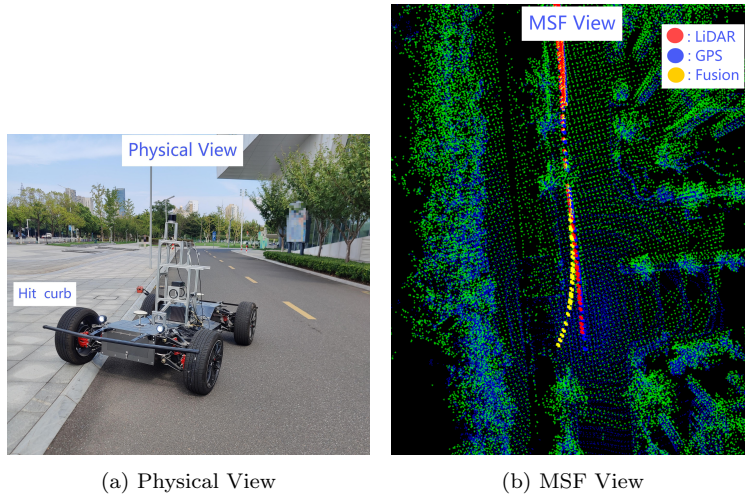 MSF View
: LiDAR
: GPS
: Fusion
Physical View
Hit curb
(a) Physical View
(b) MSF View